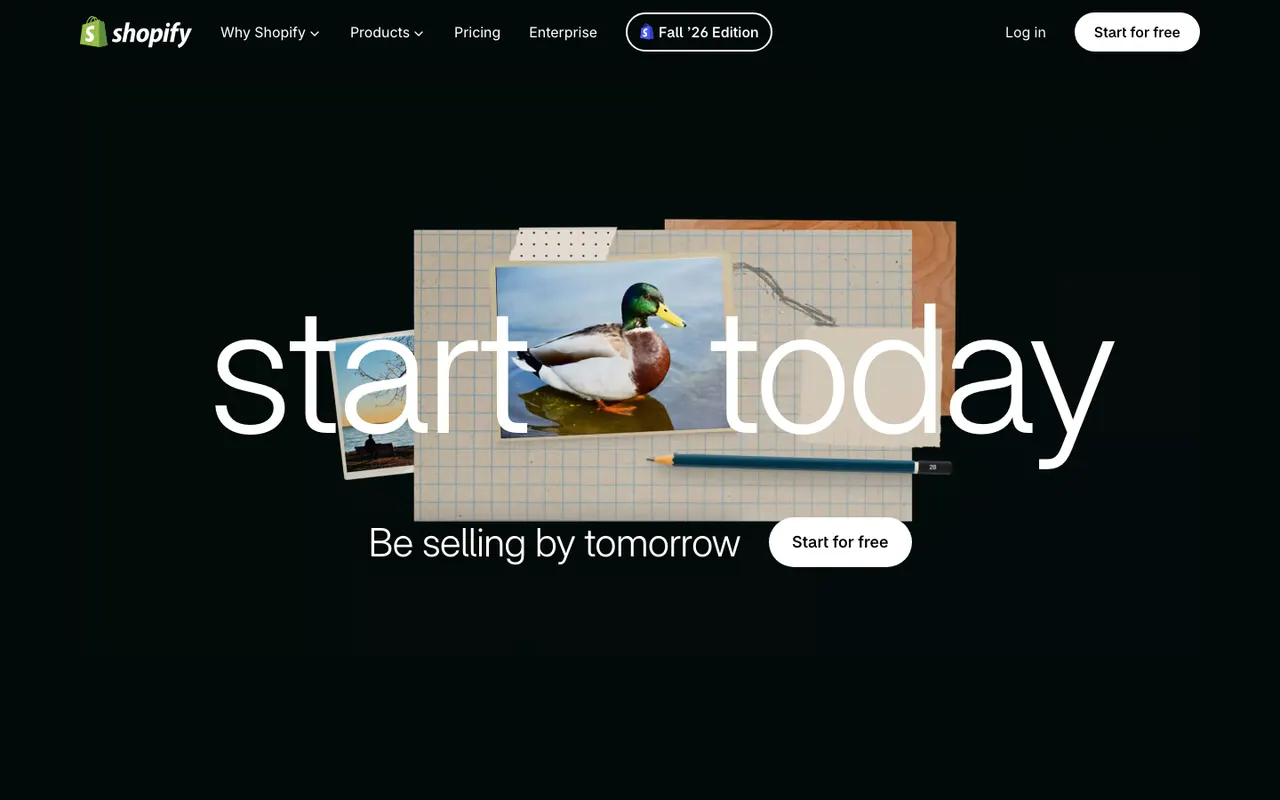 shopify Why Shopify Products Pricing Enterprise Fall ’26 Edition Log in Start for free
start today
2B
Be selling by tomorrow Start for free